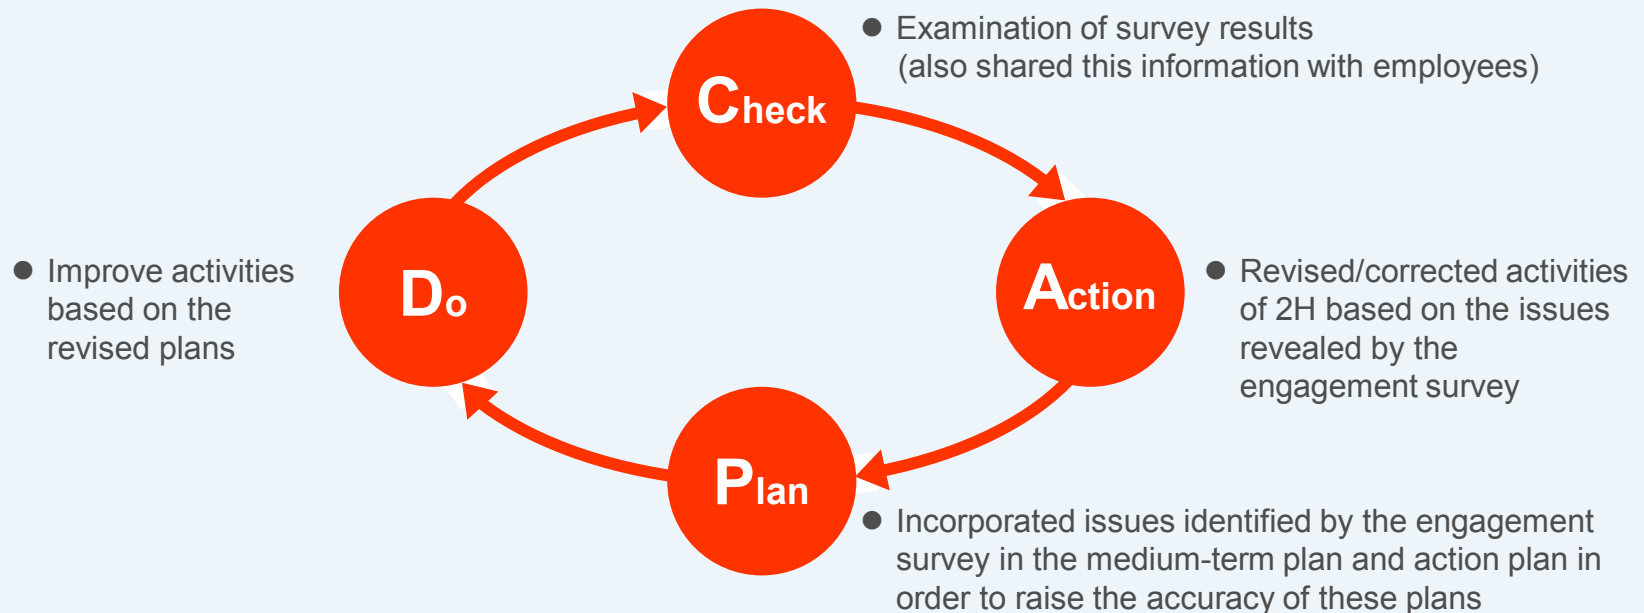 Check
● Examination of survey results
(also shared this information with employees)
Action
● Revised/corrected activities
of 2H based on the issues
revealed by the
engagement survey
Plan
● Incorporated issues identified by the engagement
survey in the medium-term plan and action plan in
order to raise the accuracy of these plans
Do
● Improve activities
based on the
revised plans